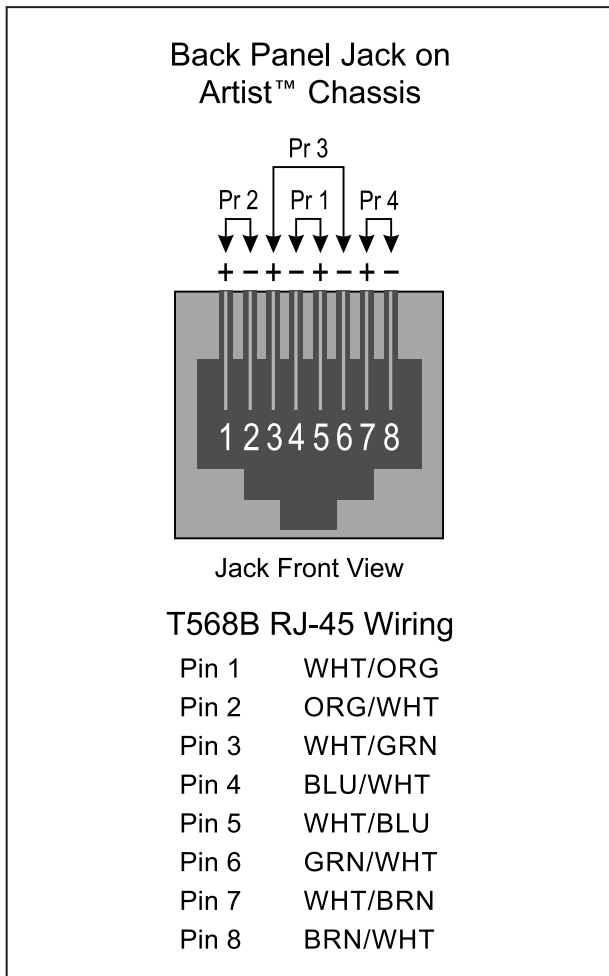 Back Panel Jack on
Artist™ Chassis
Pr 3
Pr 2 Pr 1 Pr 4
+ − + − + − + −
1 2 3 4 5 6 7 8
Jack Front View
T568B RJ-45 Wiring
Pin 1 WHT/ORG
Pin 2 ORG/WHT
Pin 3 WHT/GRN
Pin 4 BLU/WHT
Pin 5 WHT/BLU
Pin 6 GRN/WHT
Pin 7 WHT/BRN
Pin 8 BRN/WHT